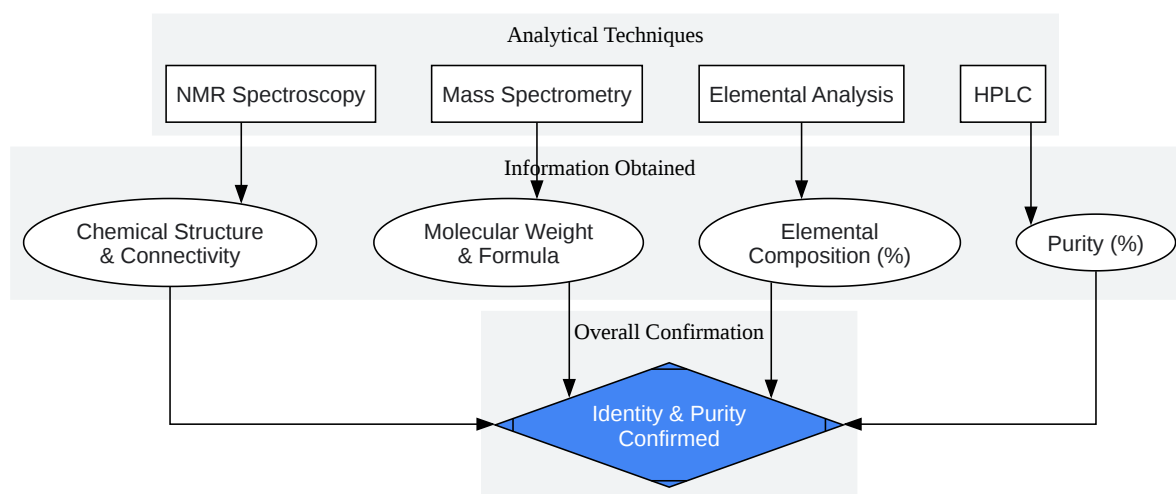 Analytical Techniques
NMR Spectroscopy
Mass Spectrometry
Elemental Analysis
HPLC
Information Obtained
Chemical Structure
& Connectivity
Molecular Weight
& Formula
Elemental
Composition (%)
Purity (%)
Overall Confirmation
Identity & Purity
Confirmed